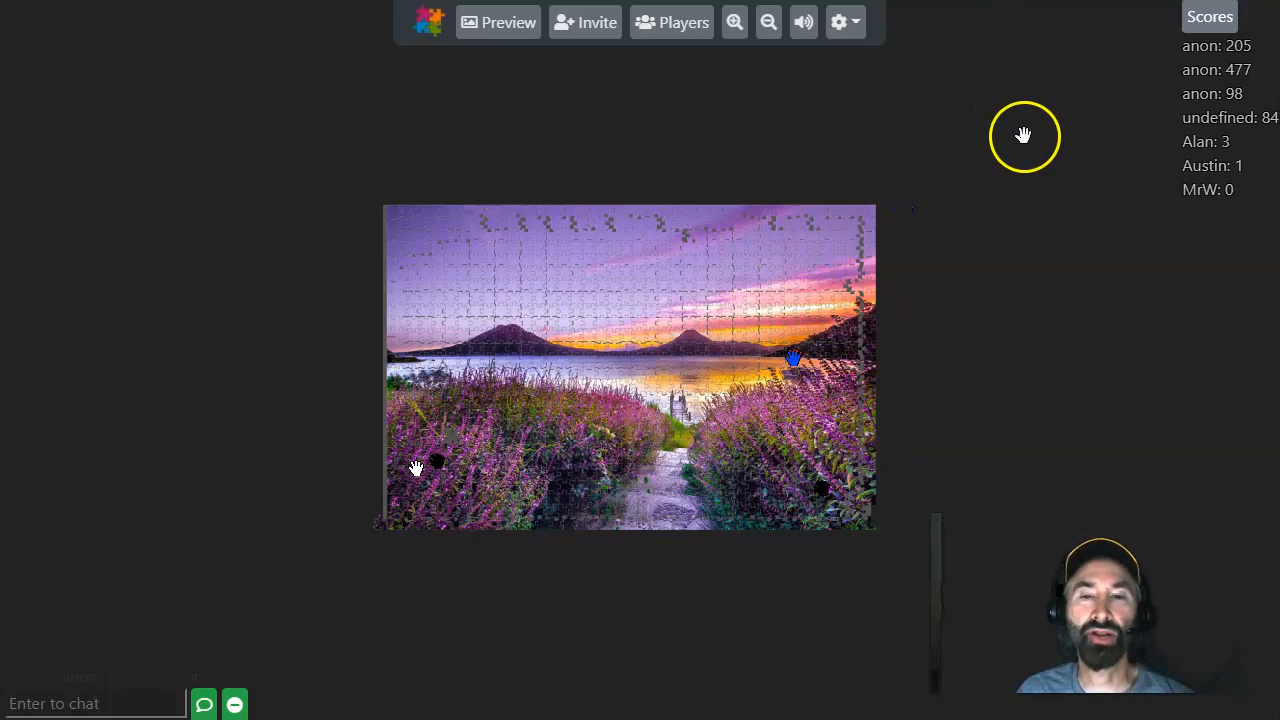 Preview
Invite
Players
Scores
anon: 205
anon: 477
anon: 98
undefined: 84
Alan: 3
Austin: 1
MrW: 0
Enter to chat